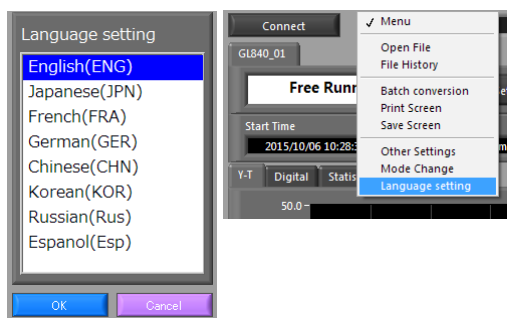 Language setting
English(ENG)
Japanese(JPN)
French(FRA)
German(GER)
Chinese(CHN)
Korean(KOR)
Russian(Rus)
Espanol(Esp)
OK
Cancel
Connect
Menu
GL840_01
Open File
File History
Free Runn
Batch conversion
Print Screen
Save Screen
Start Time
2015/10/06 10:28:3
Other Settings
Mode Change
Language setting
Y-T
Digital
Statis
50.0